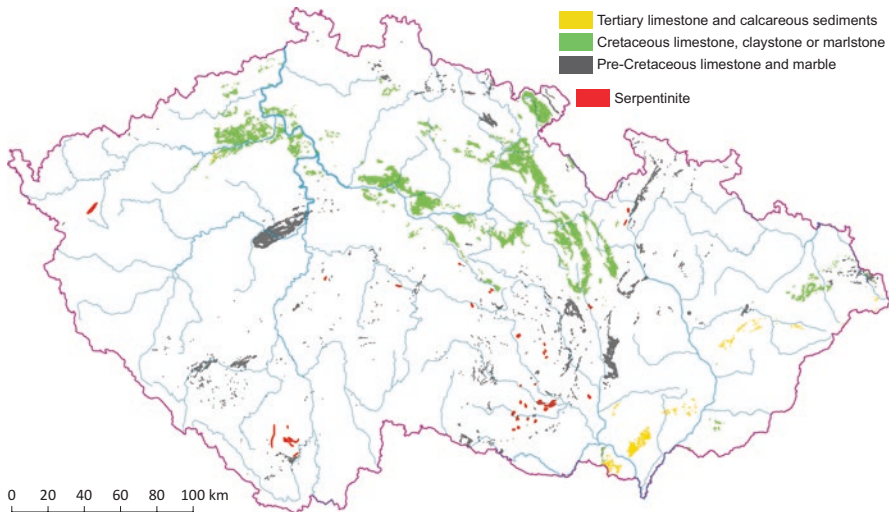 Tertiary limestone and calcareous sediments
Cretaceous limestone, claystone or marlstone
Pre-Cretaceous limestone and marble
Serpentinite
0 20 40 60 80 100 km